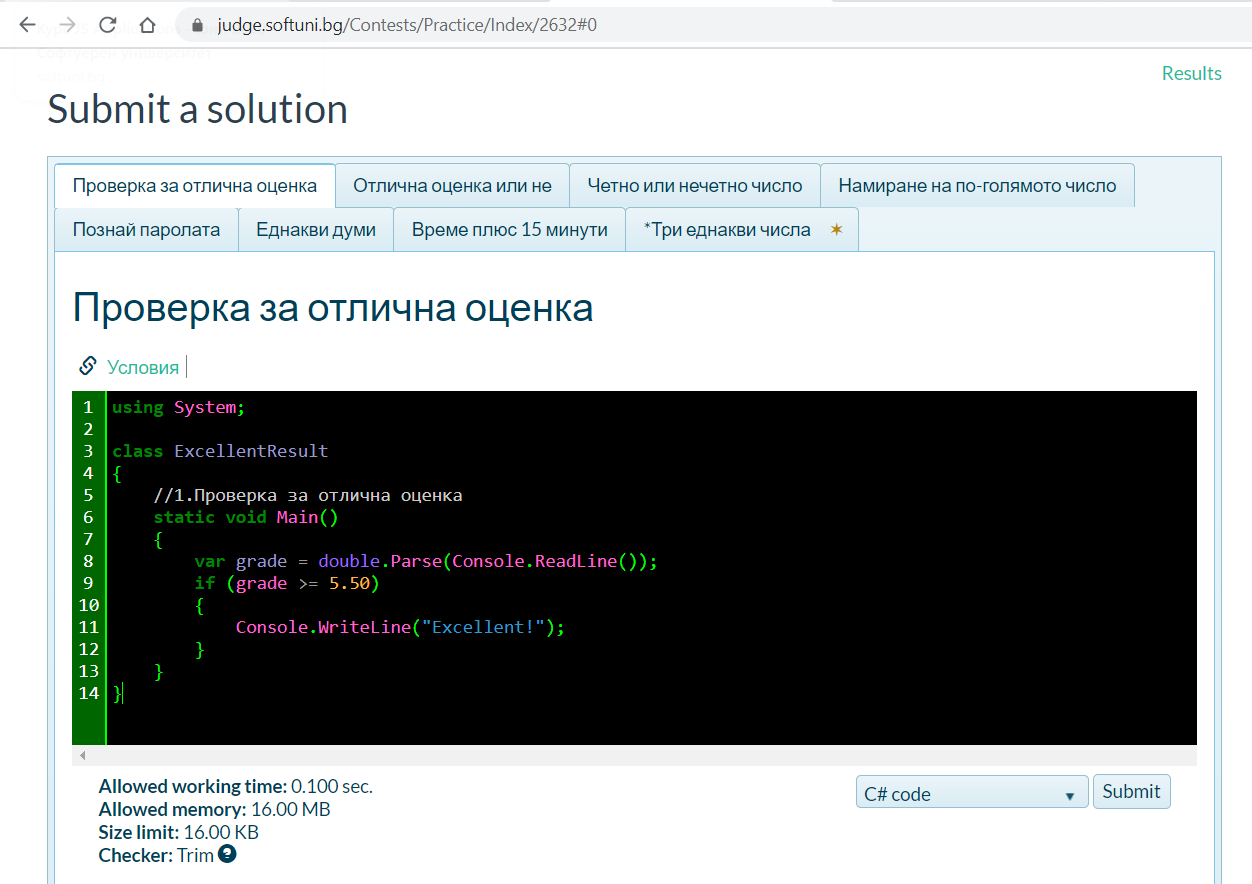 judge.softuni.bg/Contests/Practice/Index/2632#0
Results
Submit a solution
Проверка за отлична оценка
Отлична оценка или не
Четно или нечетно число
Намиране на по-голямото число
Познай паролата
Еднакви думи
Време плюс 15 минути
*Три еднакви числа
Проверка за отлична оценка
Условия
1 using System;
2
3 class ExcellentResult
4 {
5     //1.Проверка за отлична оценка
6     static void Main()
7     {
8         var grade = double.Parse(Console.ReadLine());
9         if (grade >= 5.50)
10         {
11             Console.WriteLine("Excellent!");
12         }
13     }
14 }
Allowed working time: 0.100 sec.
Allowed memory: 16.00 MB
Size limit: 16.00 KB
Checker: Trim ?
C# code
Submit